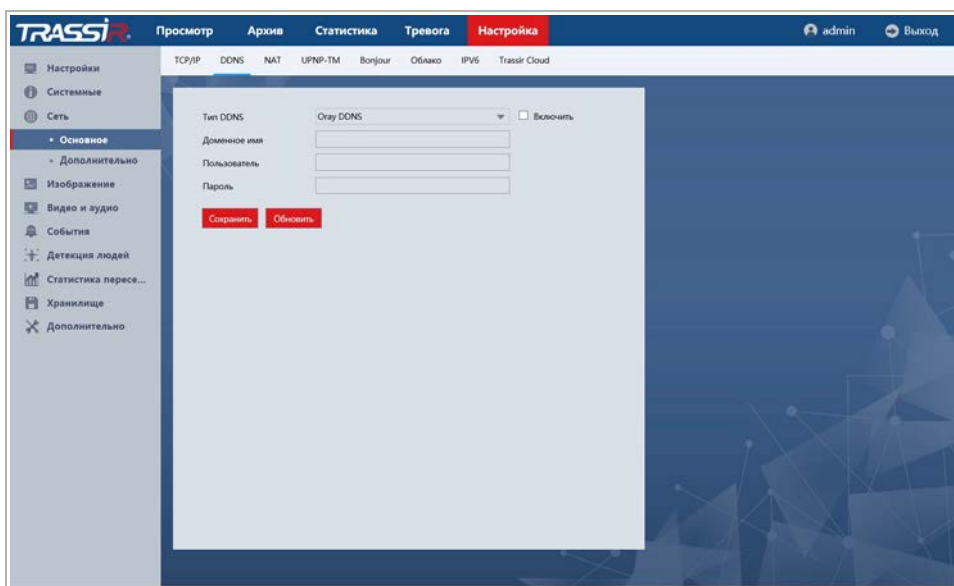 TRASSIR Просмотр Архив Статистика Тревога Настройка admin Выход
TCP/IP DDNS NAT UPNP-TM Bonjour Облако IPV6 Trassir Cloud
Настройки
Системные
Сеть
Основное
Дополнительно
Изображение
Видео и аудио
События
Детекция людей
Статистика пересе...
Хранилище
Дополнительно
Тип DDNS Oray DDNS Включить
Доменное имя
Пользователь
Пароль
Сохранить Обновить